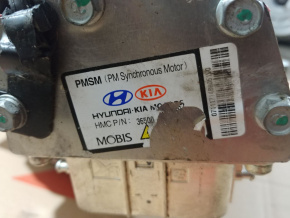 PMSM (PM Synchronous Motor)
KIA
HYUNDAI·KIA
HMC P/N: 36500
MOBIS